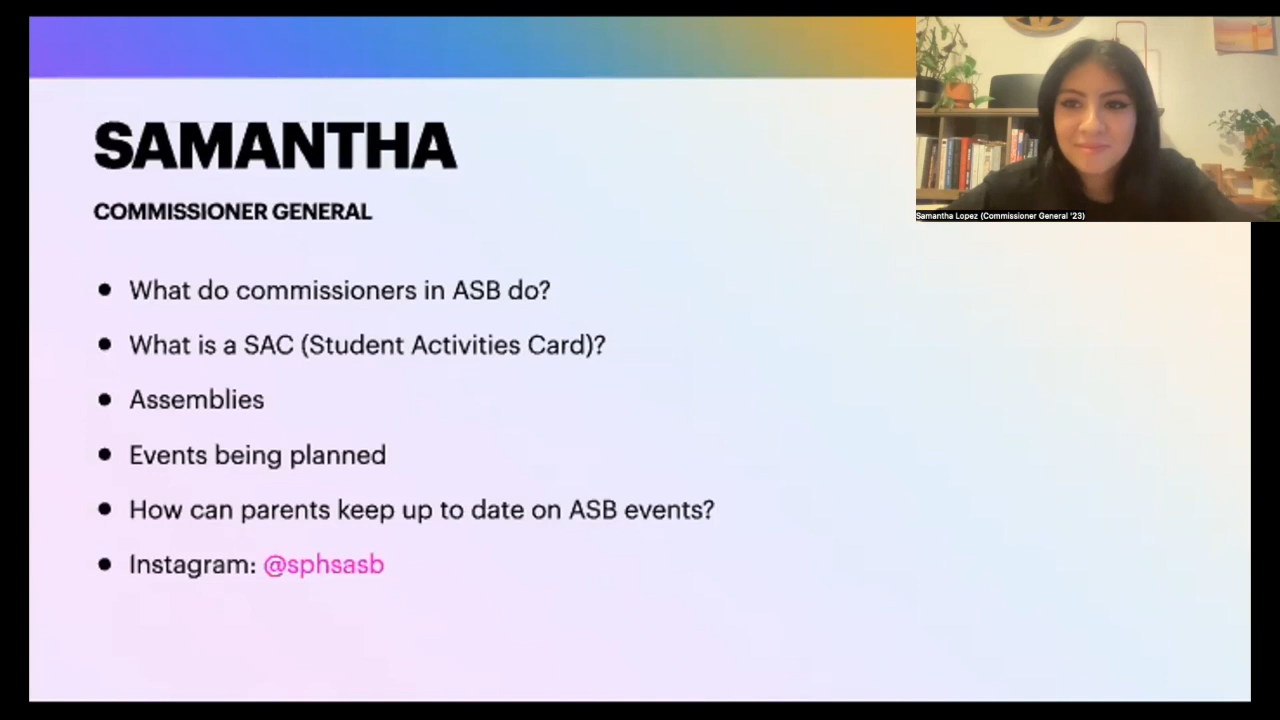 SAMANTHA
COMMISSIONER GENERAL
• What do commissioners in ASB do?
• What is a SAC (Student Activities Card)?
• Assemblies
• Events being planned
• How can parents keep up to date on ASB events?
• Instagram: @sphsasb
Samantha Lopez (Commissioner General '23)